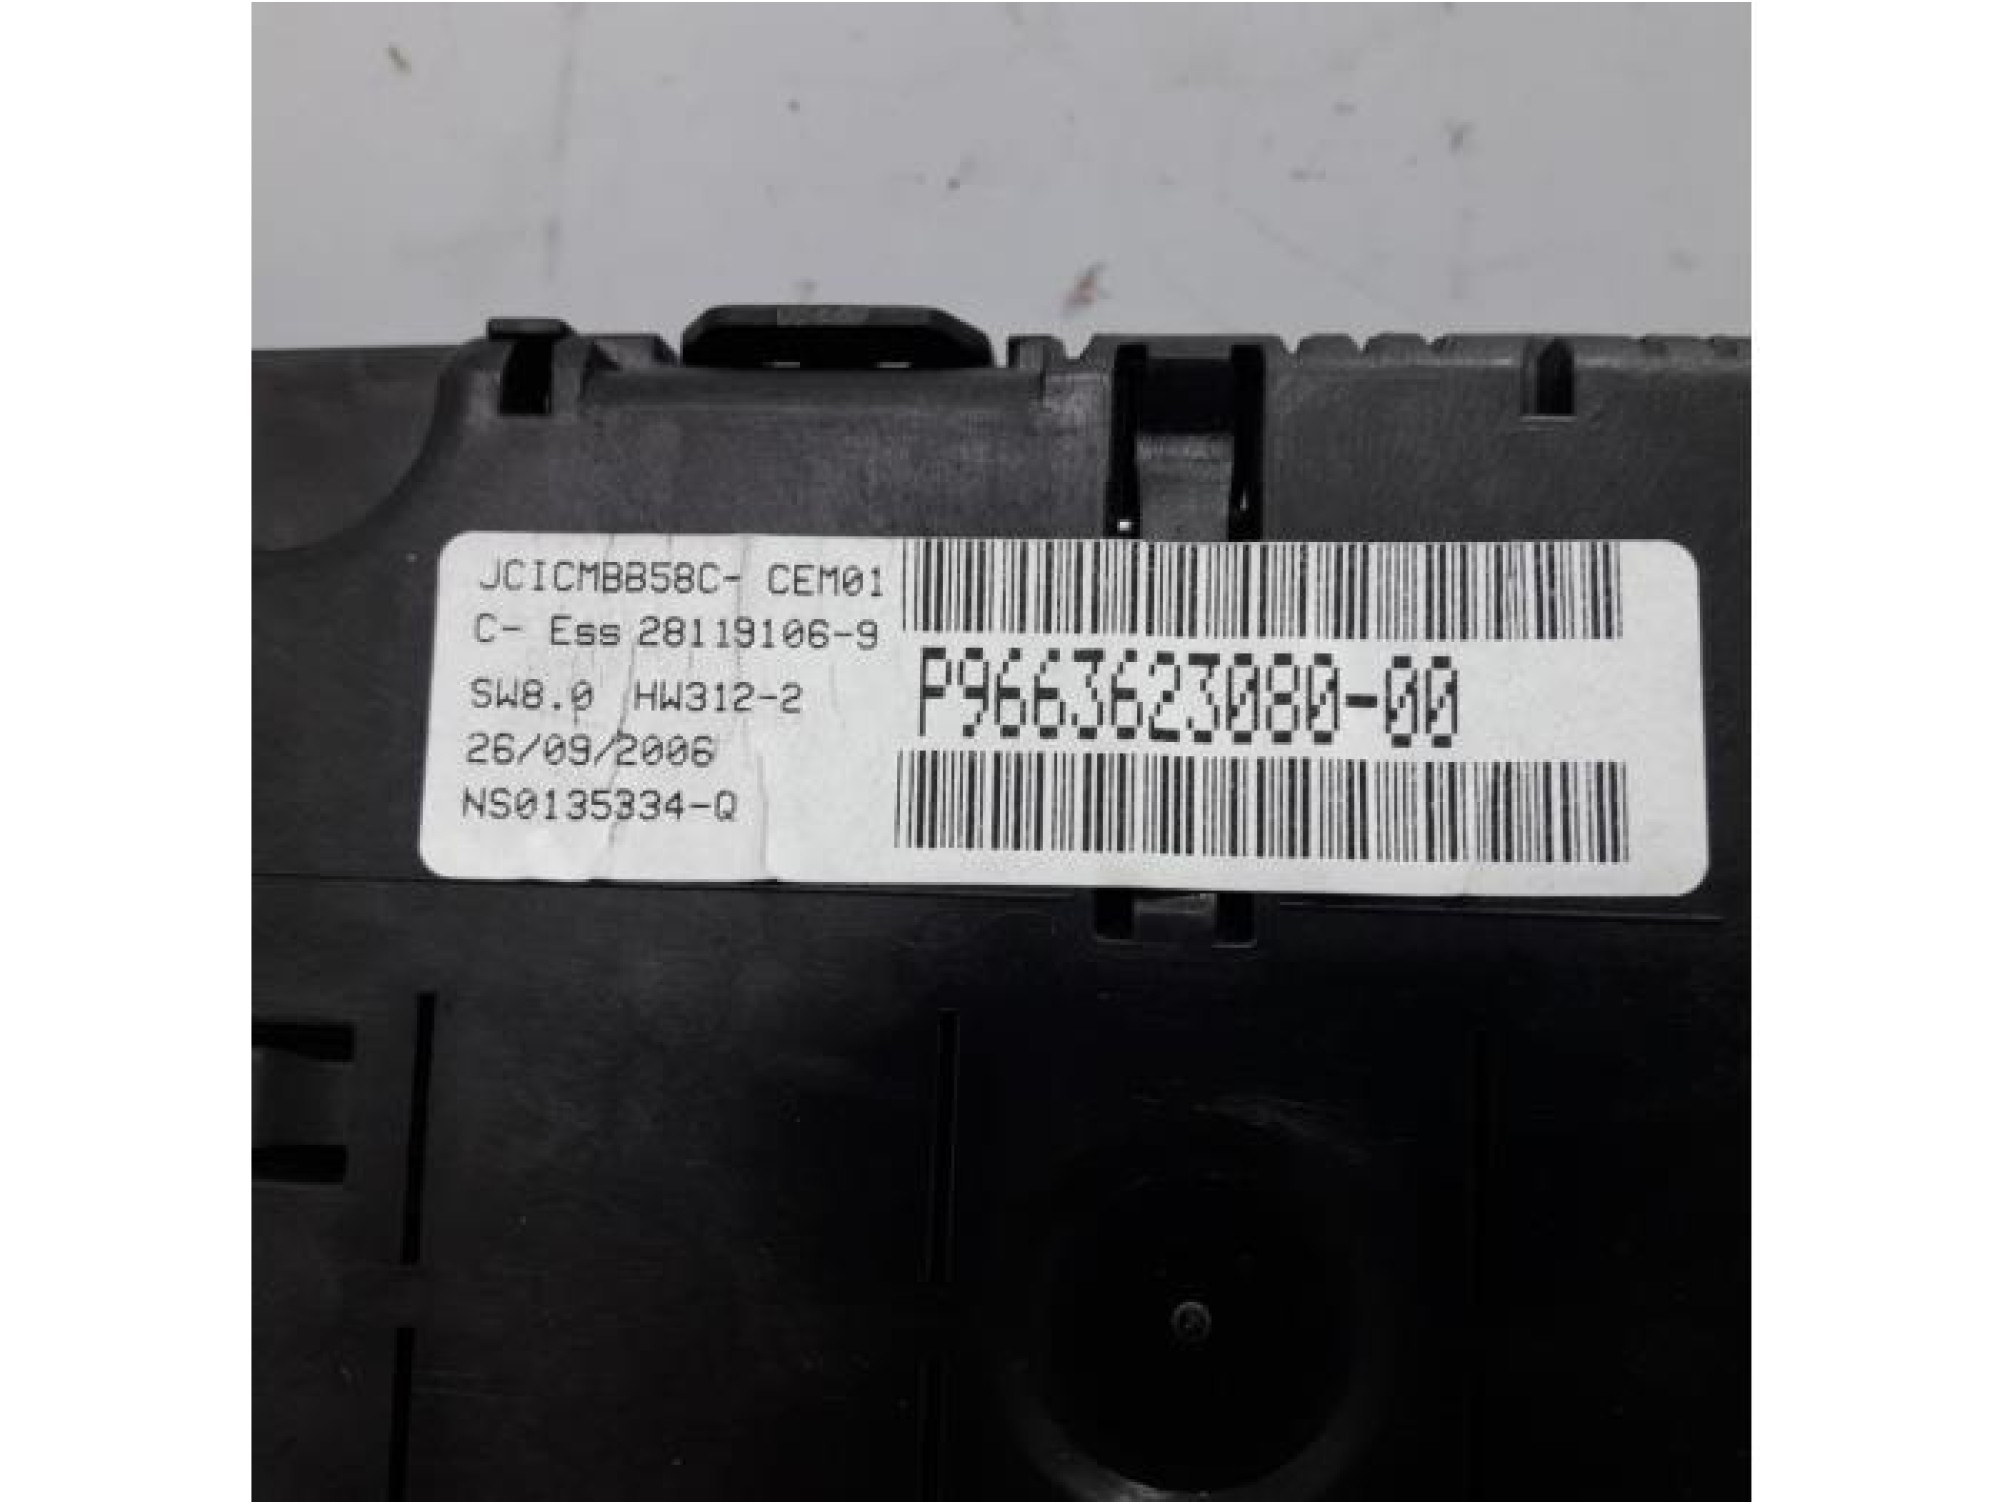 JCICMBB58C- CEM01
C- Ess 28119106-9
SW8.0 HW312-2
26/09/2006
NS0135334-Q
P9663623080-00